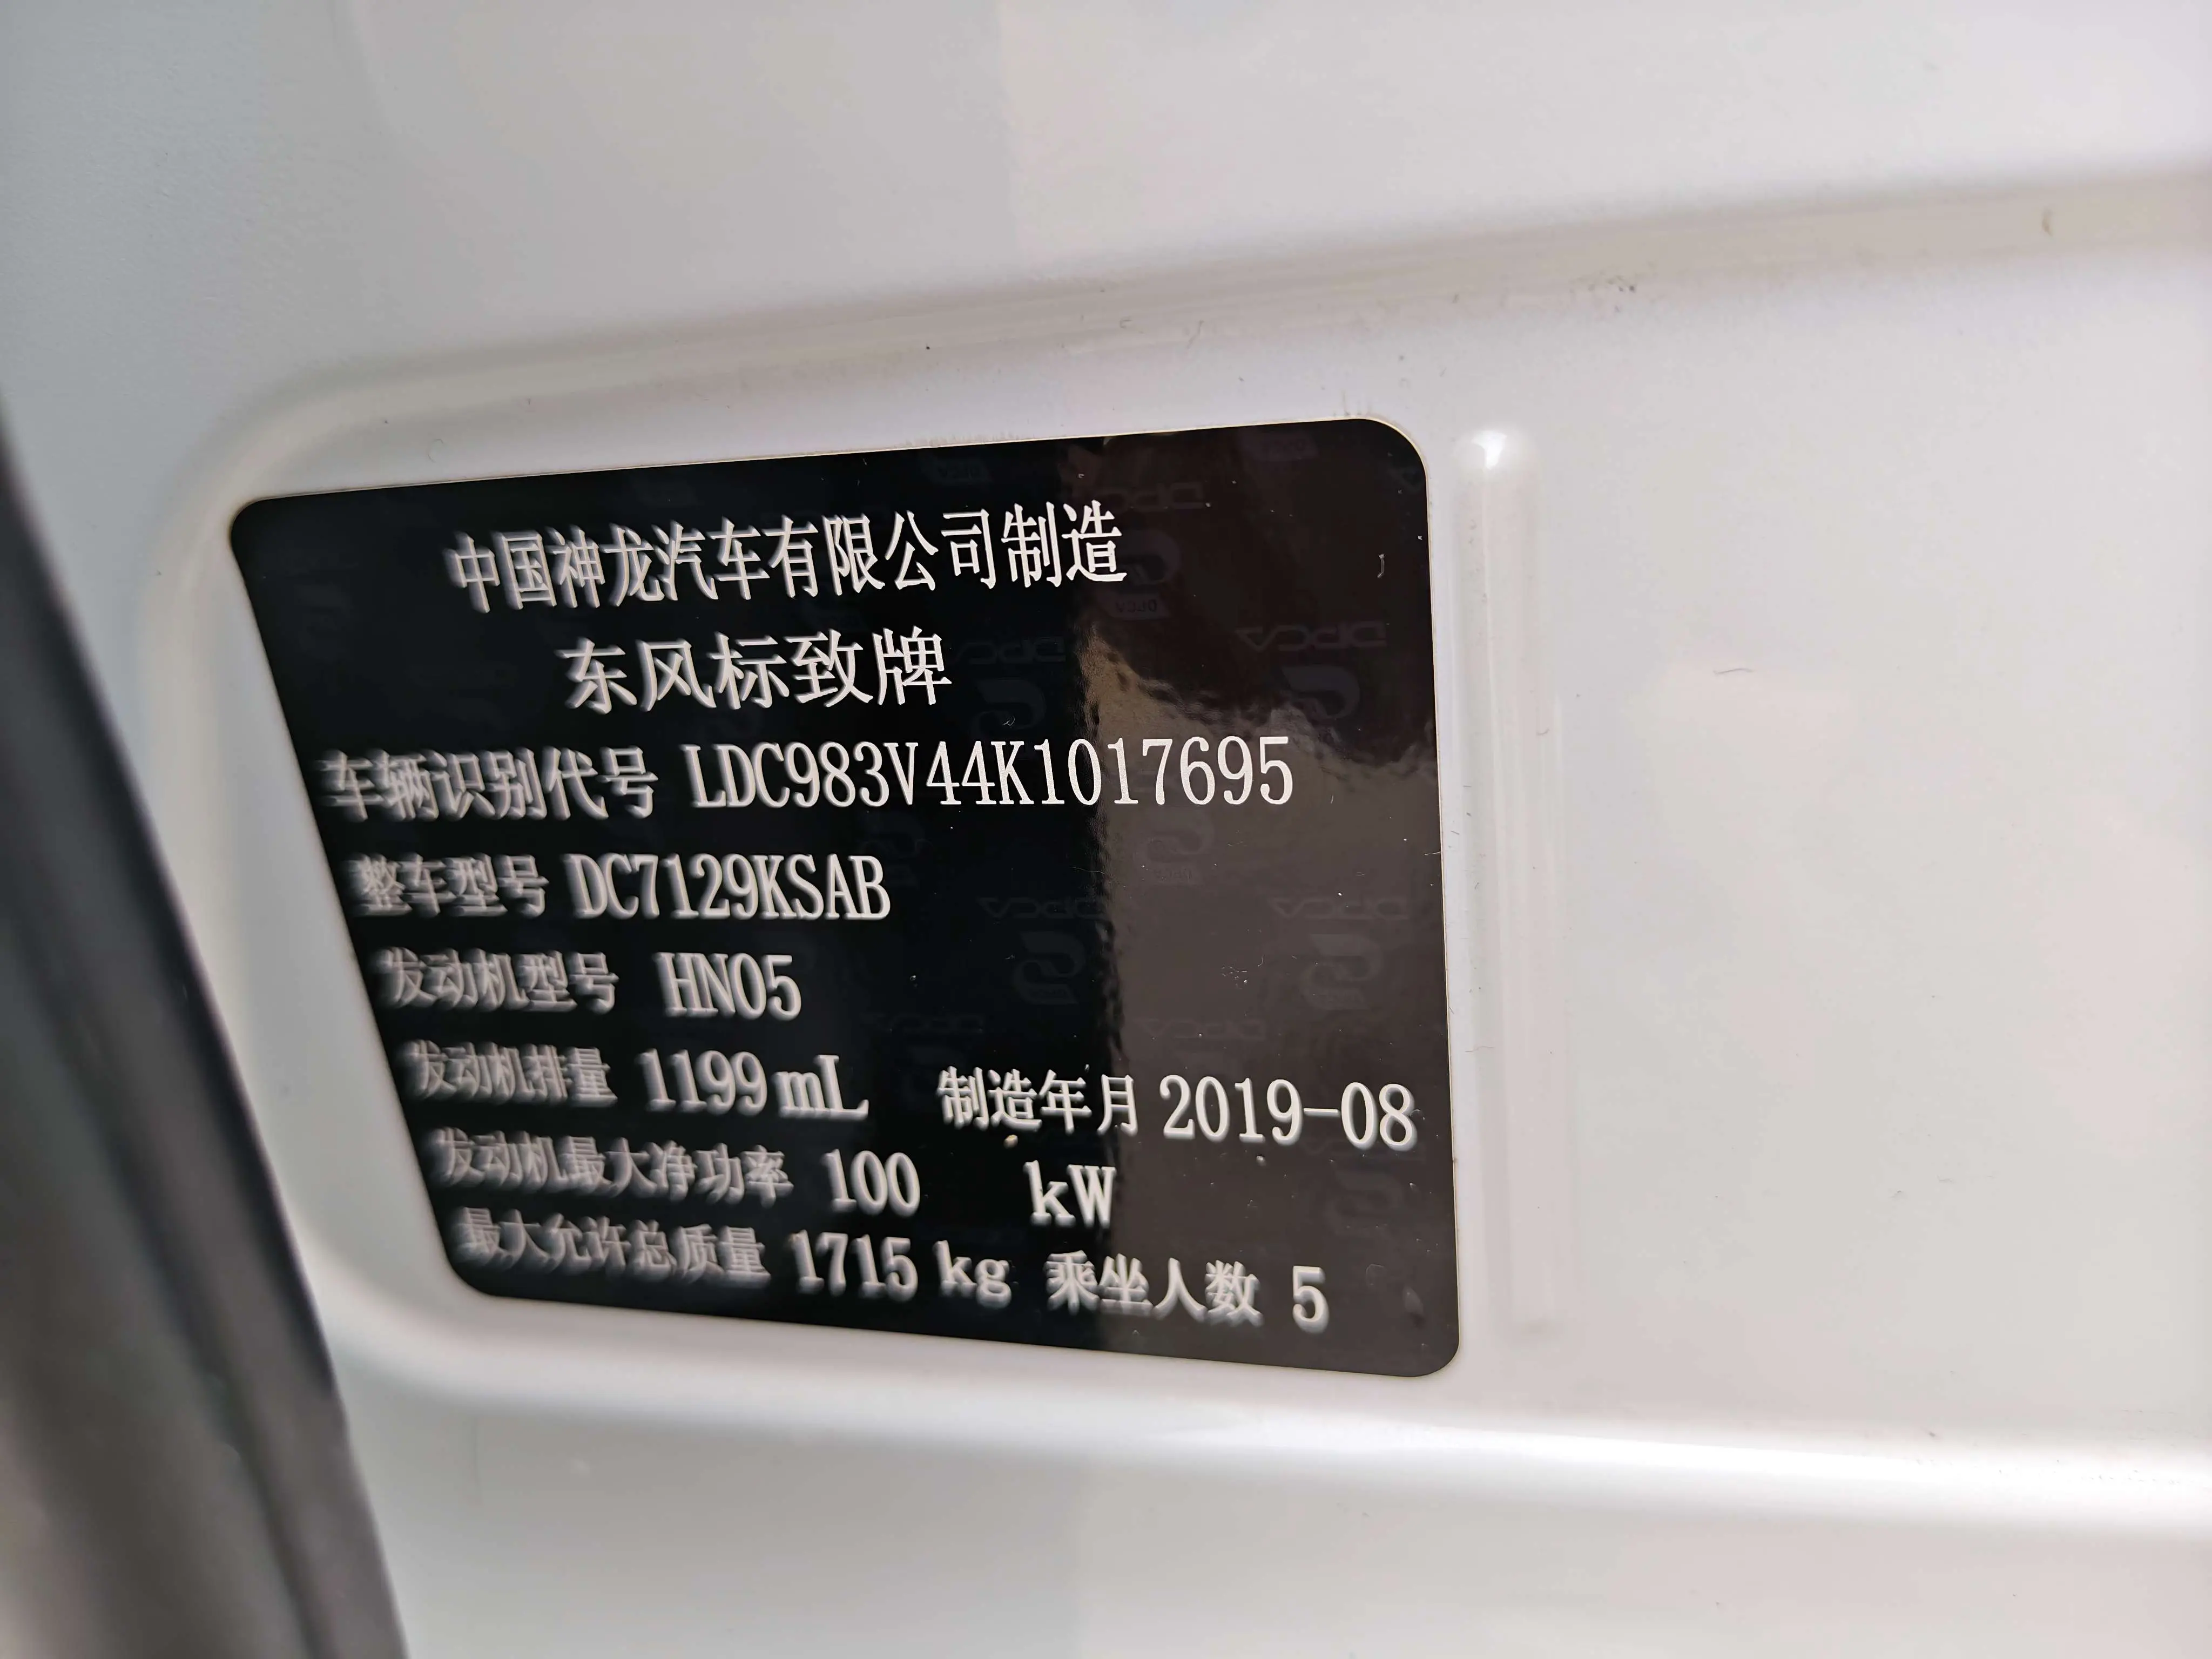 中国神龙汽车有限公司制造
东风标致牌
车辆识别代号 LDC983V44K1017695
整车型号 DC7129KSAB
发动机型号 HN05
发动机排量 1199 mL 制造年月 2019-08
发动机最大净功率 100 kW
最大允许总质量 1715 kg 乘坐人数 5